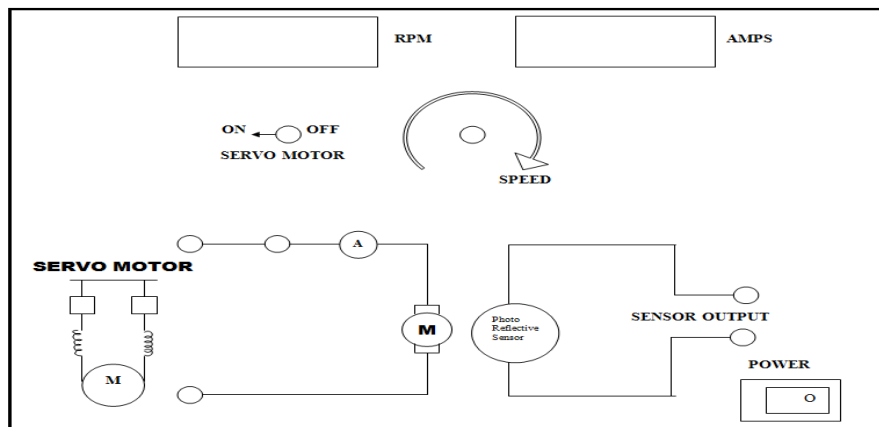 RPM
AMPS
ON
OFF
SERVO MOTOR
SPEED
A
SERVO MOTOR
M
M
Photo
Reflective
Sensor
SENSOR OUTPUT
POWER
O